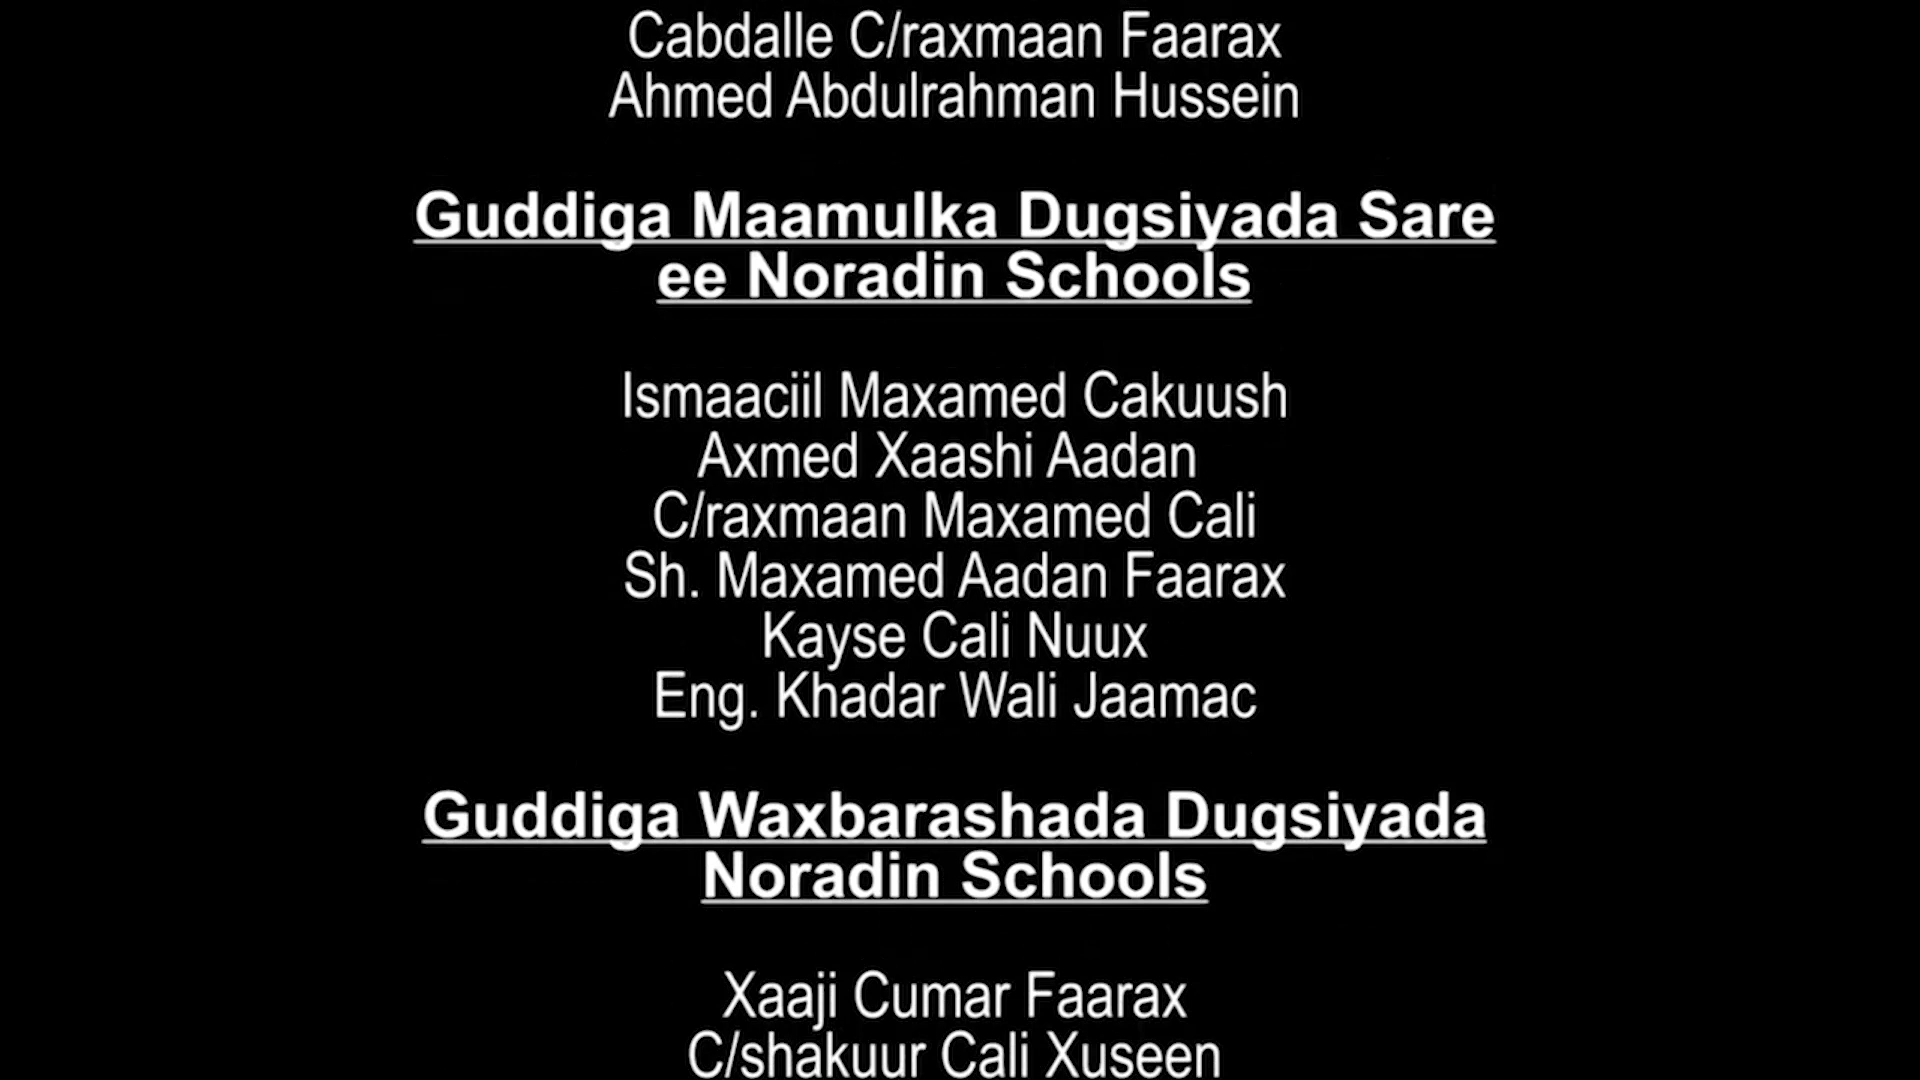 Cabdalle C/raxmaan Faarax
Ahmed Abdulrahman Hussein
Guddiga Maamulka Dugsiyada Sare
ee Noradin Schools
Ismaaciil Maxamed Cakuush
Axmed Xaashi Aadan
C/raxmaan Maxamed Cali
Sh. Maxamed Aadan Faarax
Kayse Cali Nuux
Eng. Khadar Wali Jaamac
Guddiga Waxbarashada Dugsiyada
Noradin Schools
Xaaji Cumar Faarax
C/shakuur Cali Xuseen